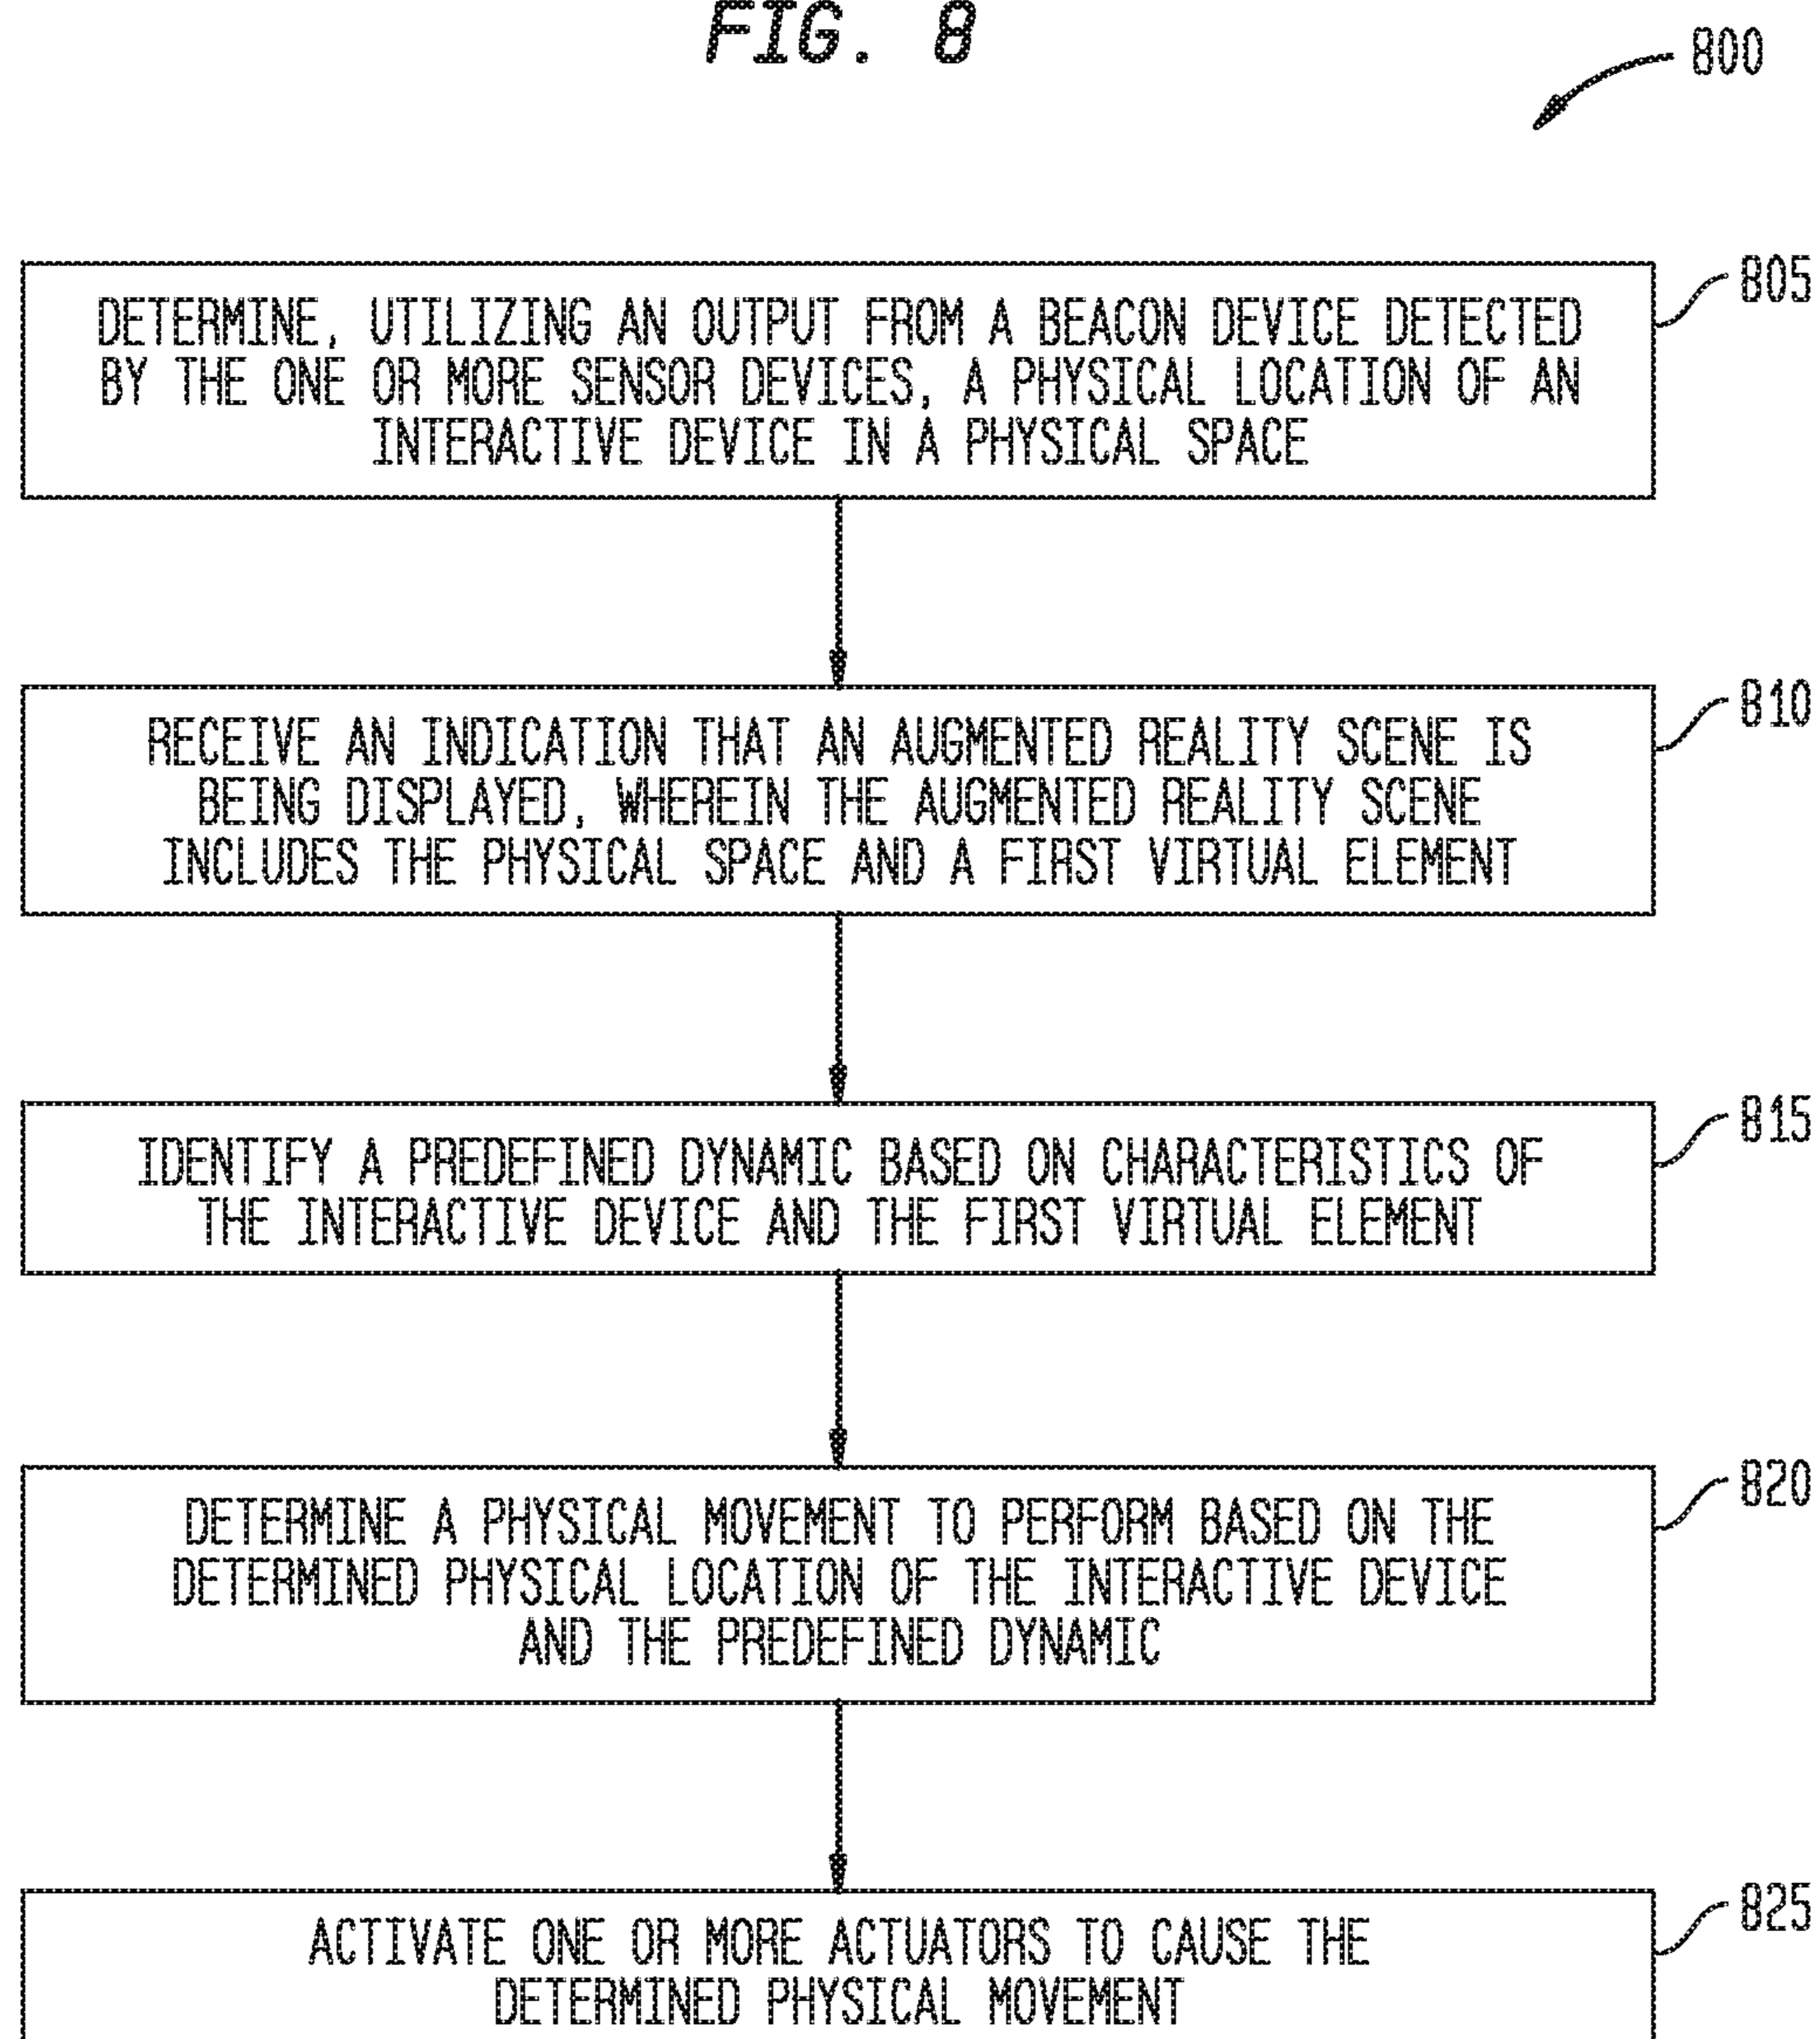 FIG. 8
800
805
DETERMINE, UTILIZING AN OUTPUT FROM A BEACON DEVICE DETECTED
BY THE ONE OR MORE SENSOR DEVICES, A PHYSICAL LOCATION OF AN
INTERACTIVE DEVICE IN A PHYSICAL SPACE
810
RECEIVE AN INDICATION THAT AN AUGMENTED REALITY SCENE IS
BEING DISPLAYED, WHEREIN THE AUGMENTED REALITY SCENE
INCLUDES THE PHYSICAL SPACE AND A FIRST VIRTUAL ELEMENT
815
IDENTIFY A PREDEFINED DYNAMIC BASED ON CHARACTERISTICS OF
THE INTERACTIVE DEVICE AND THE FIRST VIRTUAL ELEMENT
820
DETERMINE A PHYSICAL MOVEMENT TO PERFORM BASED ON THE
DETERMINED PHYSICAL LOCATION OF THE INTERACTIVE DEVICE
AND THE PREDEFINED DYNAMIC
825
ACTIVATE ONE OR MORE ACTUATORS TO CAUSE THE
DETERMINED PHYSICAL MOVEMENT